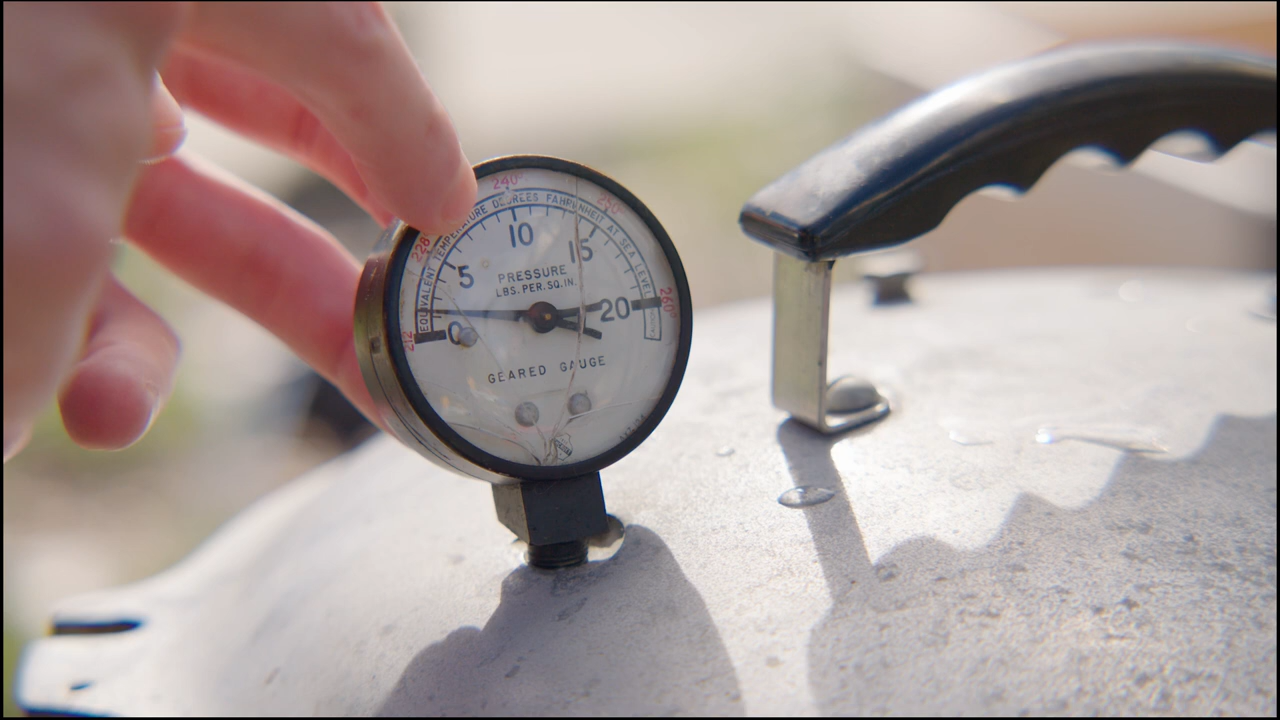 240°
228° 250°
212 260°
EQUIVALENT TEMPERATURE DEGREES FAHRENHEIT AT SEA LEVEL
0 5 10 15 20
CAUTION
PRESSURE
LBS. PER. SQ. IN.
GEARED GAUGE